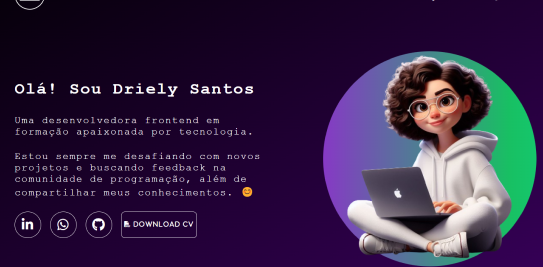 Olá! Sou Driely Santos
Uma desenvolvedora frontend em
formação apaixonada por tecnologia.
Estou sempre me desafiando com novos
projetos e buscando feedback na
comunidade de programação, além de
compartilhar meus conhecimentos. 😊
in
DOWNLOAD CV